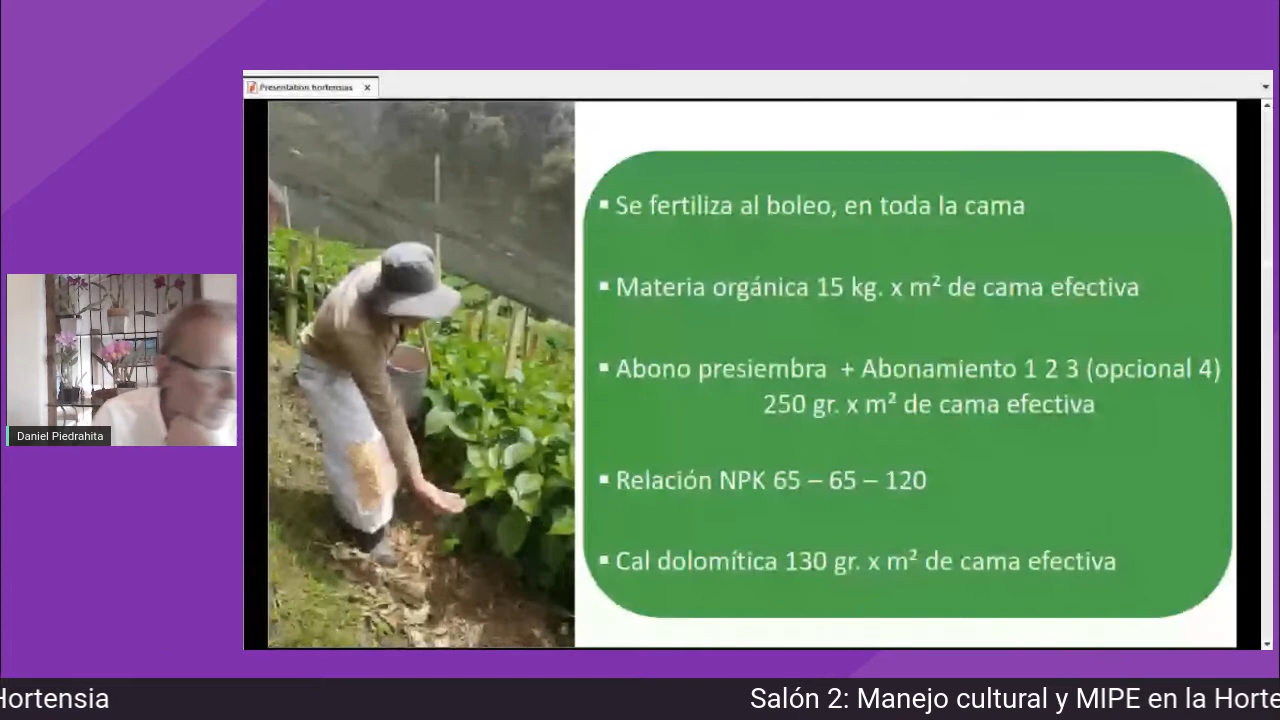 Presentation hortensias
▪ Se fertiliza al boleo, en toda la cama
▪ Materia orgánica 15 kg. x m² de cama efectiva
▪ Abono presiembra + Abonamiento 1 2 3 (opcional 4)
250 gr. x m² de cama efectiva
▪ Relación NPK 65 – 65 – 120
▪ Cal dolomítica 130 gr. x m² de cama efectiva
Daniel Piedrahita
Hortensia
Salón 2: Manejo cultural y MIPE en la Horte